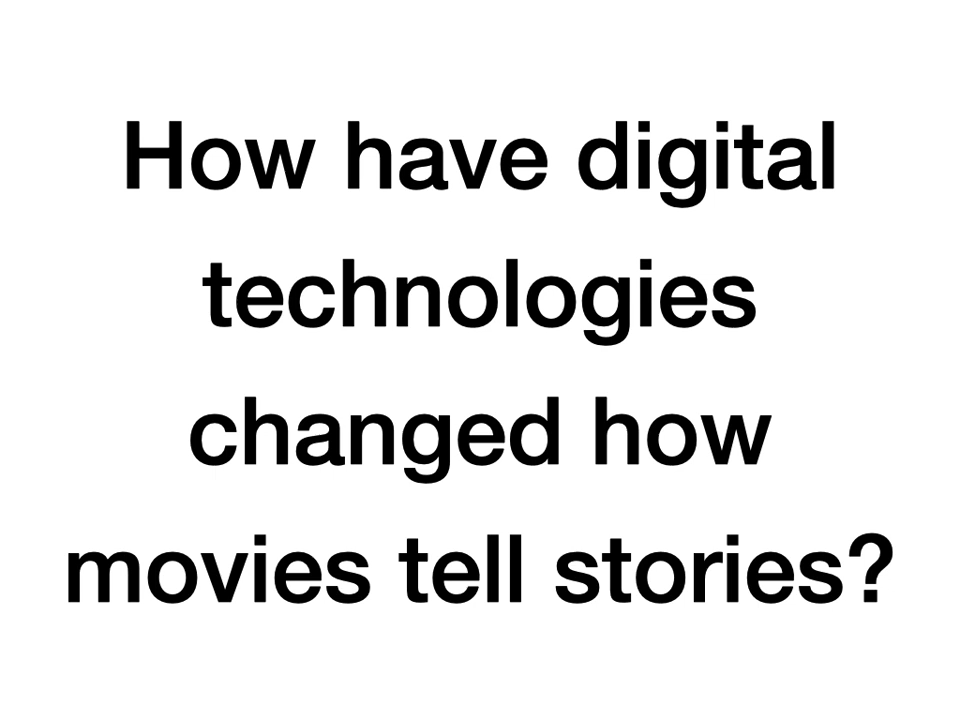 How have digital
technologies
changed how
movies tell stories?